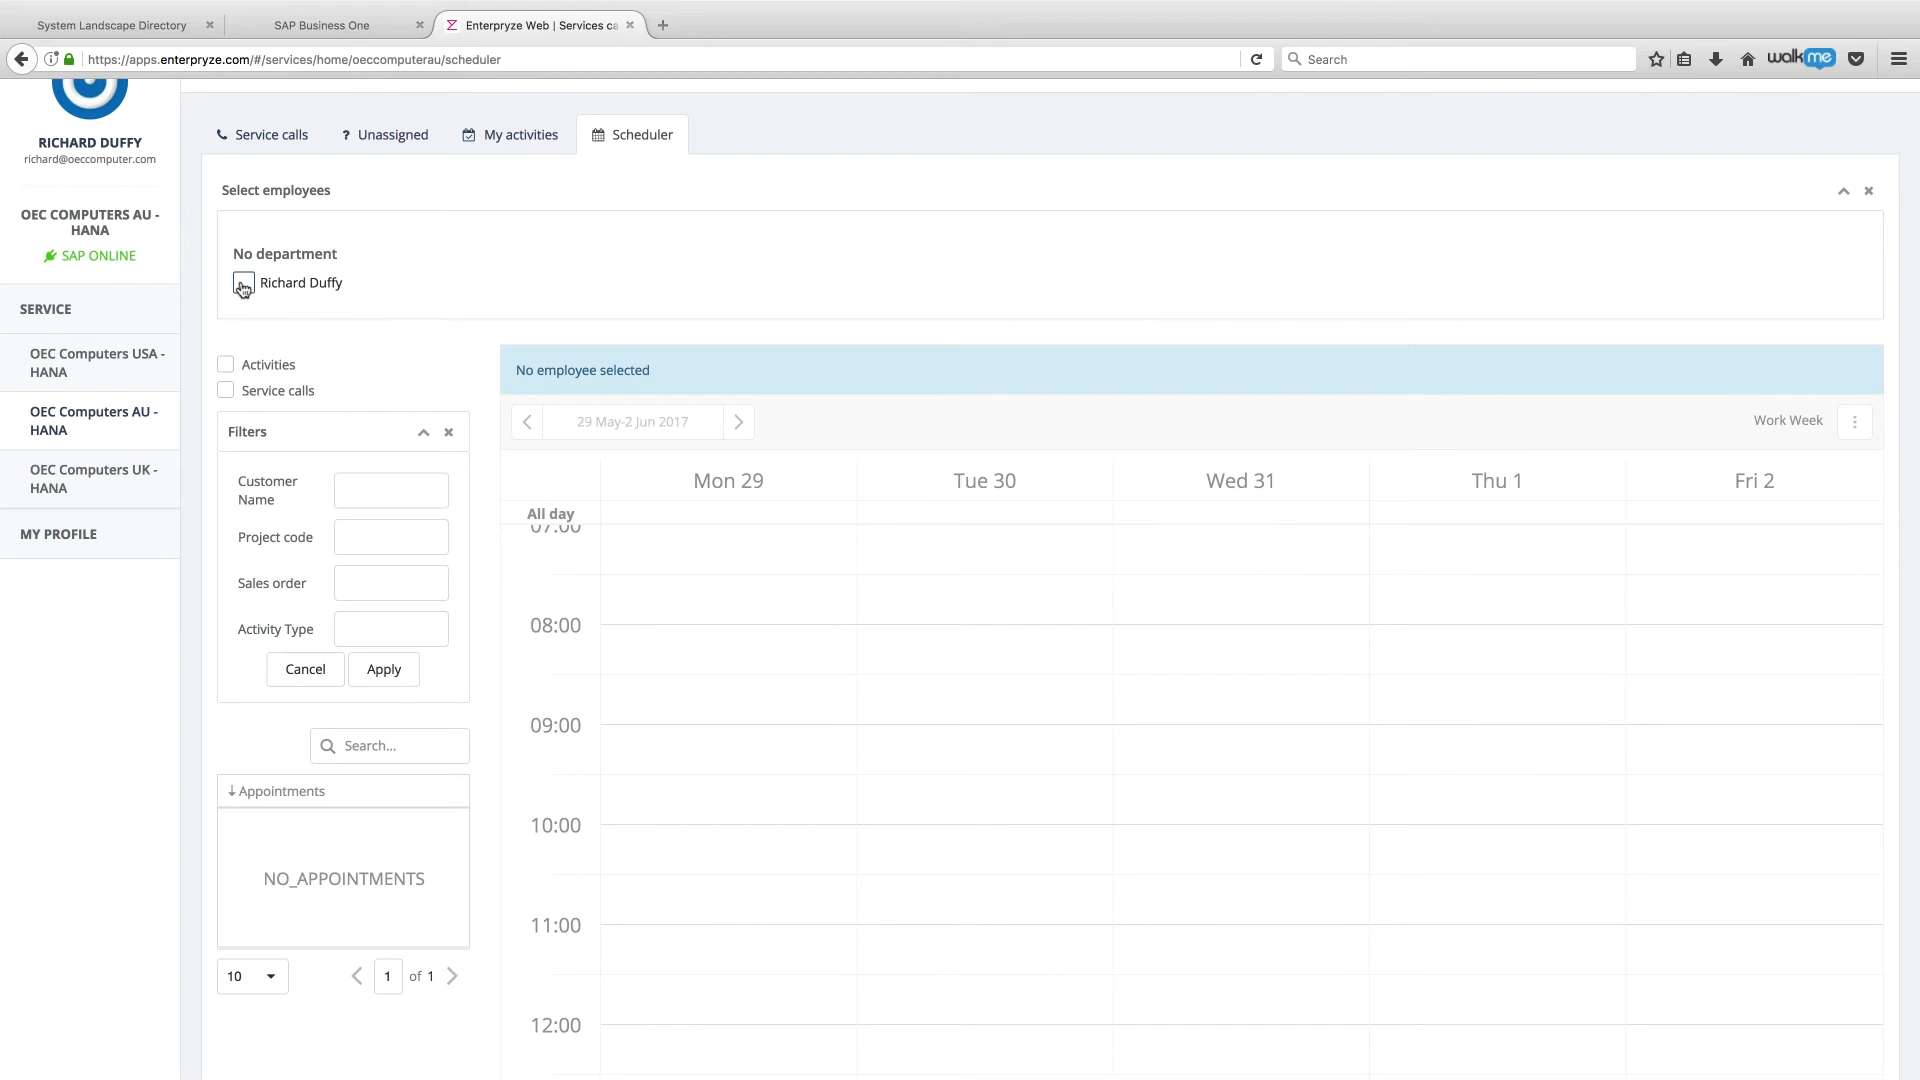 System Landscape Directory
SAP Business One
Enterpryze Web | Services ca
https://apps.enterpryze.com/#/services/home/oeccomputerau/scheduler
Search
walkme
RICHARD DUFFY
richard@oeccomputer.com
OEC COMPUTERS AU -
HANA
SAP ONLINE
SERVICE
OEC Computers USA -
HANA
OEC Computers AU -
HANA
OEC Computers UK -
HANA
MY PROFILE
Service calls
? Unassigned
My activities
Scheduler
Select employees
No department
Richard Duffy
Activities
Service calls
Filters
Customer
Name
Project code
Sales order
Activity Type
Cancel
Apply
Search...
Appointments
NO_APPOINTMENTS
10
1
of 1
No employee selected
29 May-2 Jun 2017
Work Week
Mon 29
Tue 30
Wed 31
Thu 1
Fri 2
All day
07:00
08:00
09:00
10:00
11:00
12:00